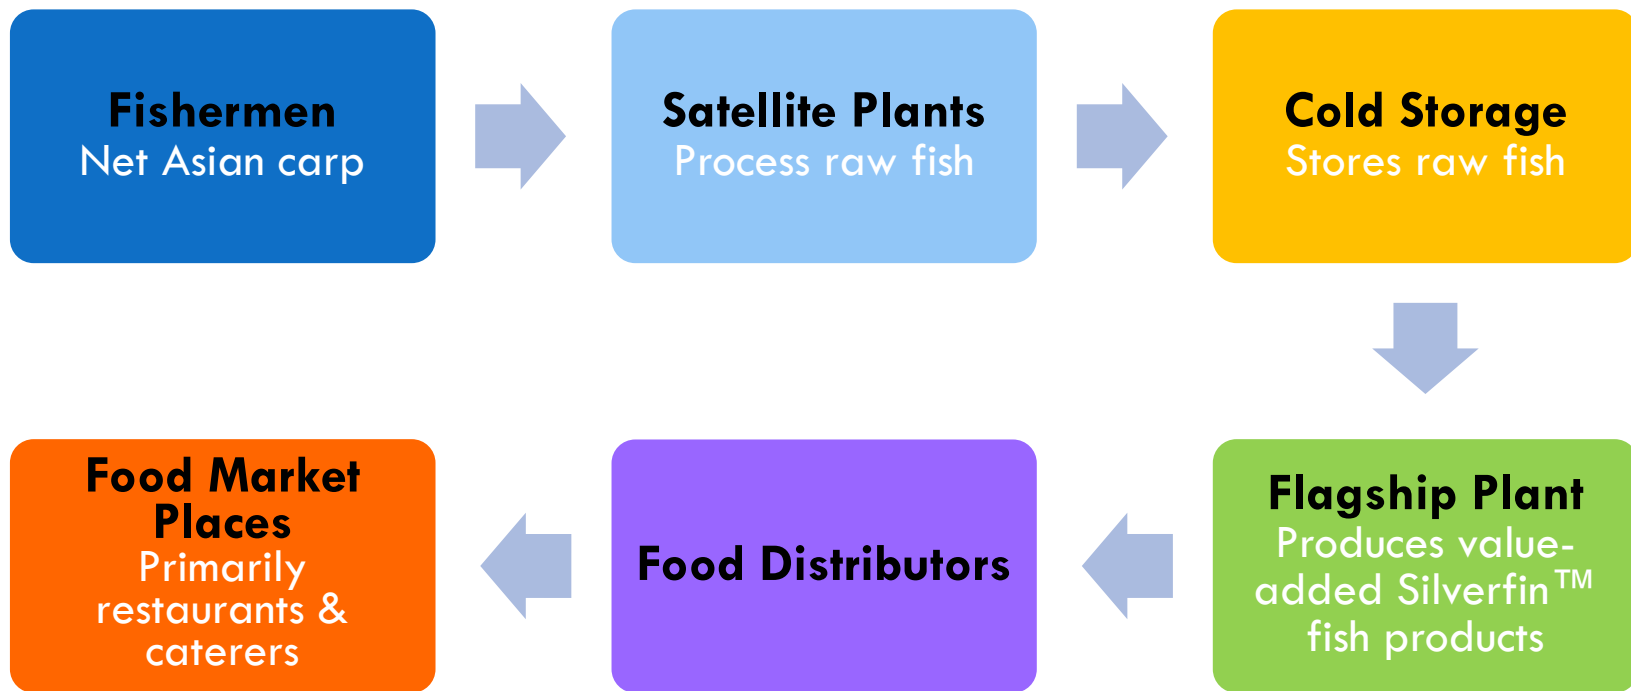 Fishermen
Net Asian carp
Satellite Plants
Process raw fish
Cold Storage
Stores raw fish
Flagship Plant
Produces value-
added Silverfin™
fish products
Food Distributors
Food Market
Places
Primarily
restaurants &
caterers